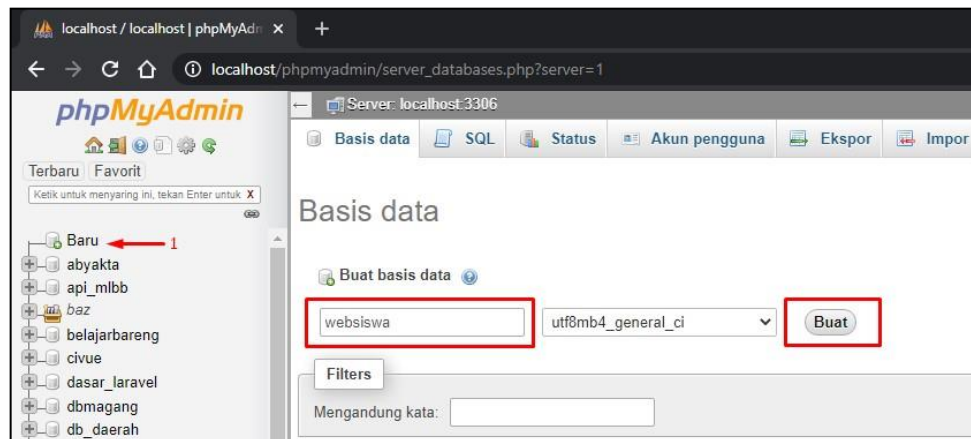 localhost / localhost | phpMyAdm
localhost/phpmyadmin/server_databases.php?server=1
phpMyAdmin
Terbaru Favorit
Ketik untuk menyaring ini, tekan Enter untuk X
Baru 1
abyakta
api_mlbb
baz
belajarbareng
civue
dasar_laravel
dbmagang
db_daerah
Server: localhost:3306
Basis data SQL Status Akun pengguna Ekspor Impor
Basis data
Buat basis data
websiswa utf8mb4_general_ci Buat
Filters
Mengandung kata: